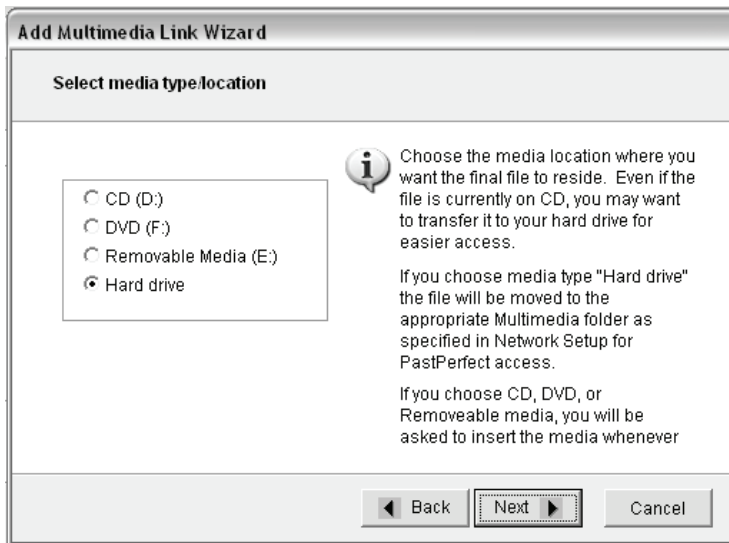 Add Multimedia Link Wizard
Select media type/location
CD (D:)
DVD (F:)
Removable Media (E:)
Hard drive
Choose the media location where you
want the final file to reside. Even if the
file is currently on CD, you may want
to transfer it to your hard drive for
easier access.
If you choose media type "Hard drive"
the file will be moved to the
appropriate Multimedia folder as
specified in Network Setup for
PastPerfect access.
If you choose CD, DVD, or
Removeable media, you will be
asked to insert the media whenever
Back
Next
Cancel